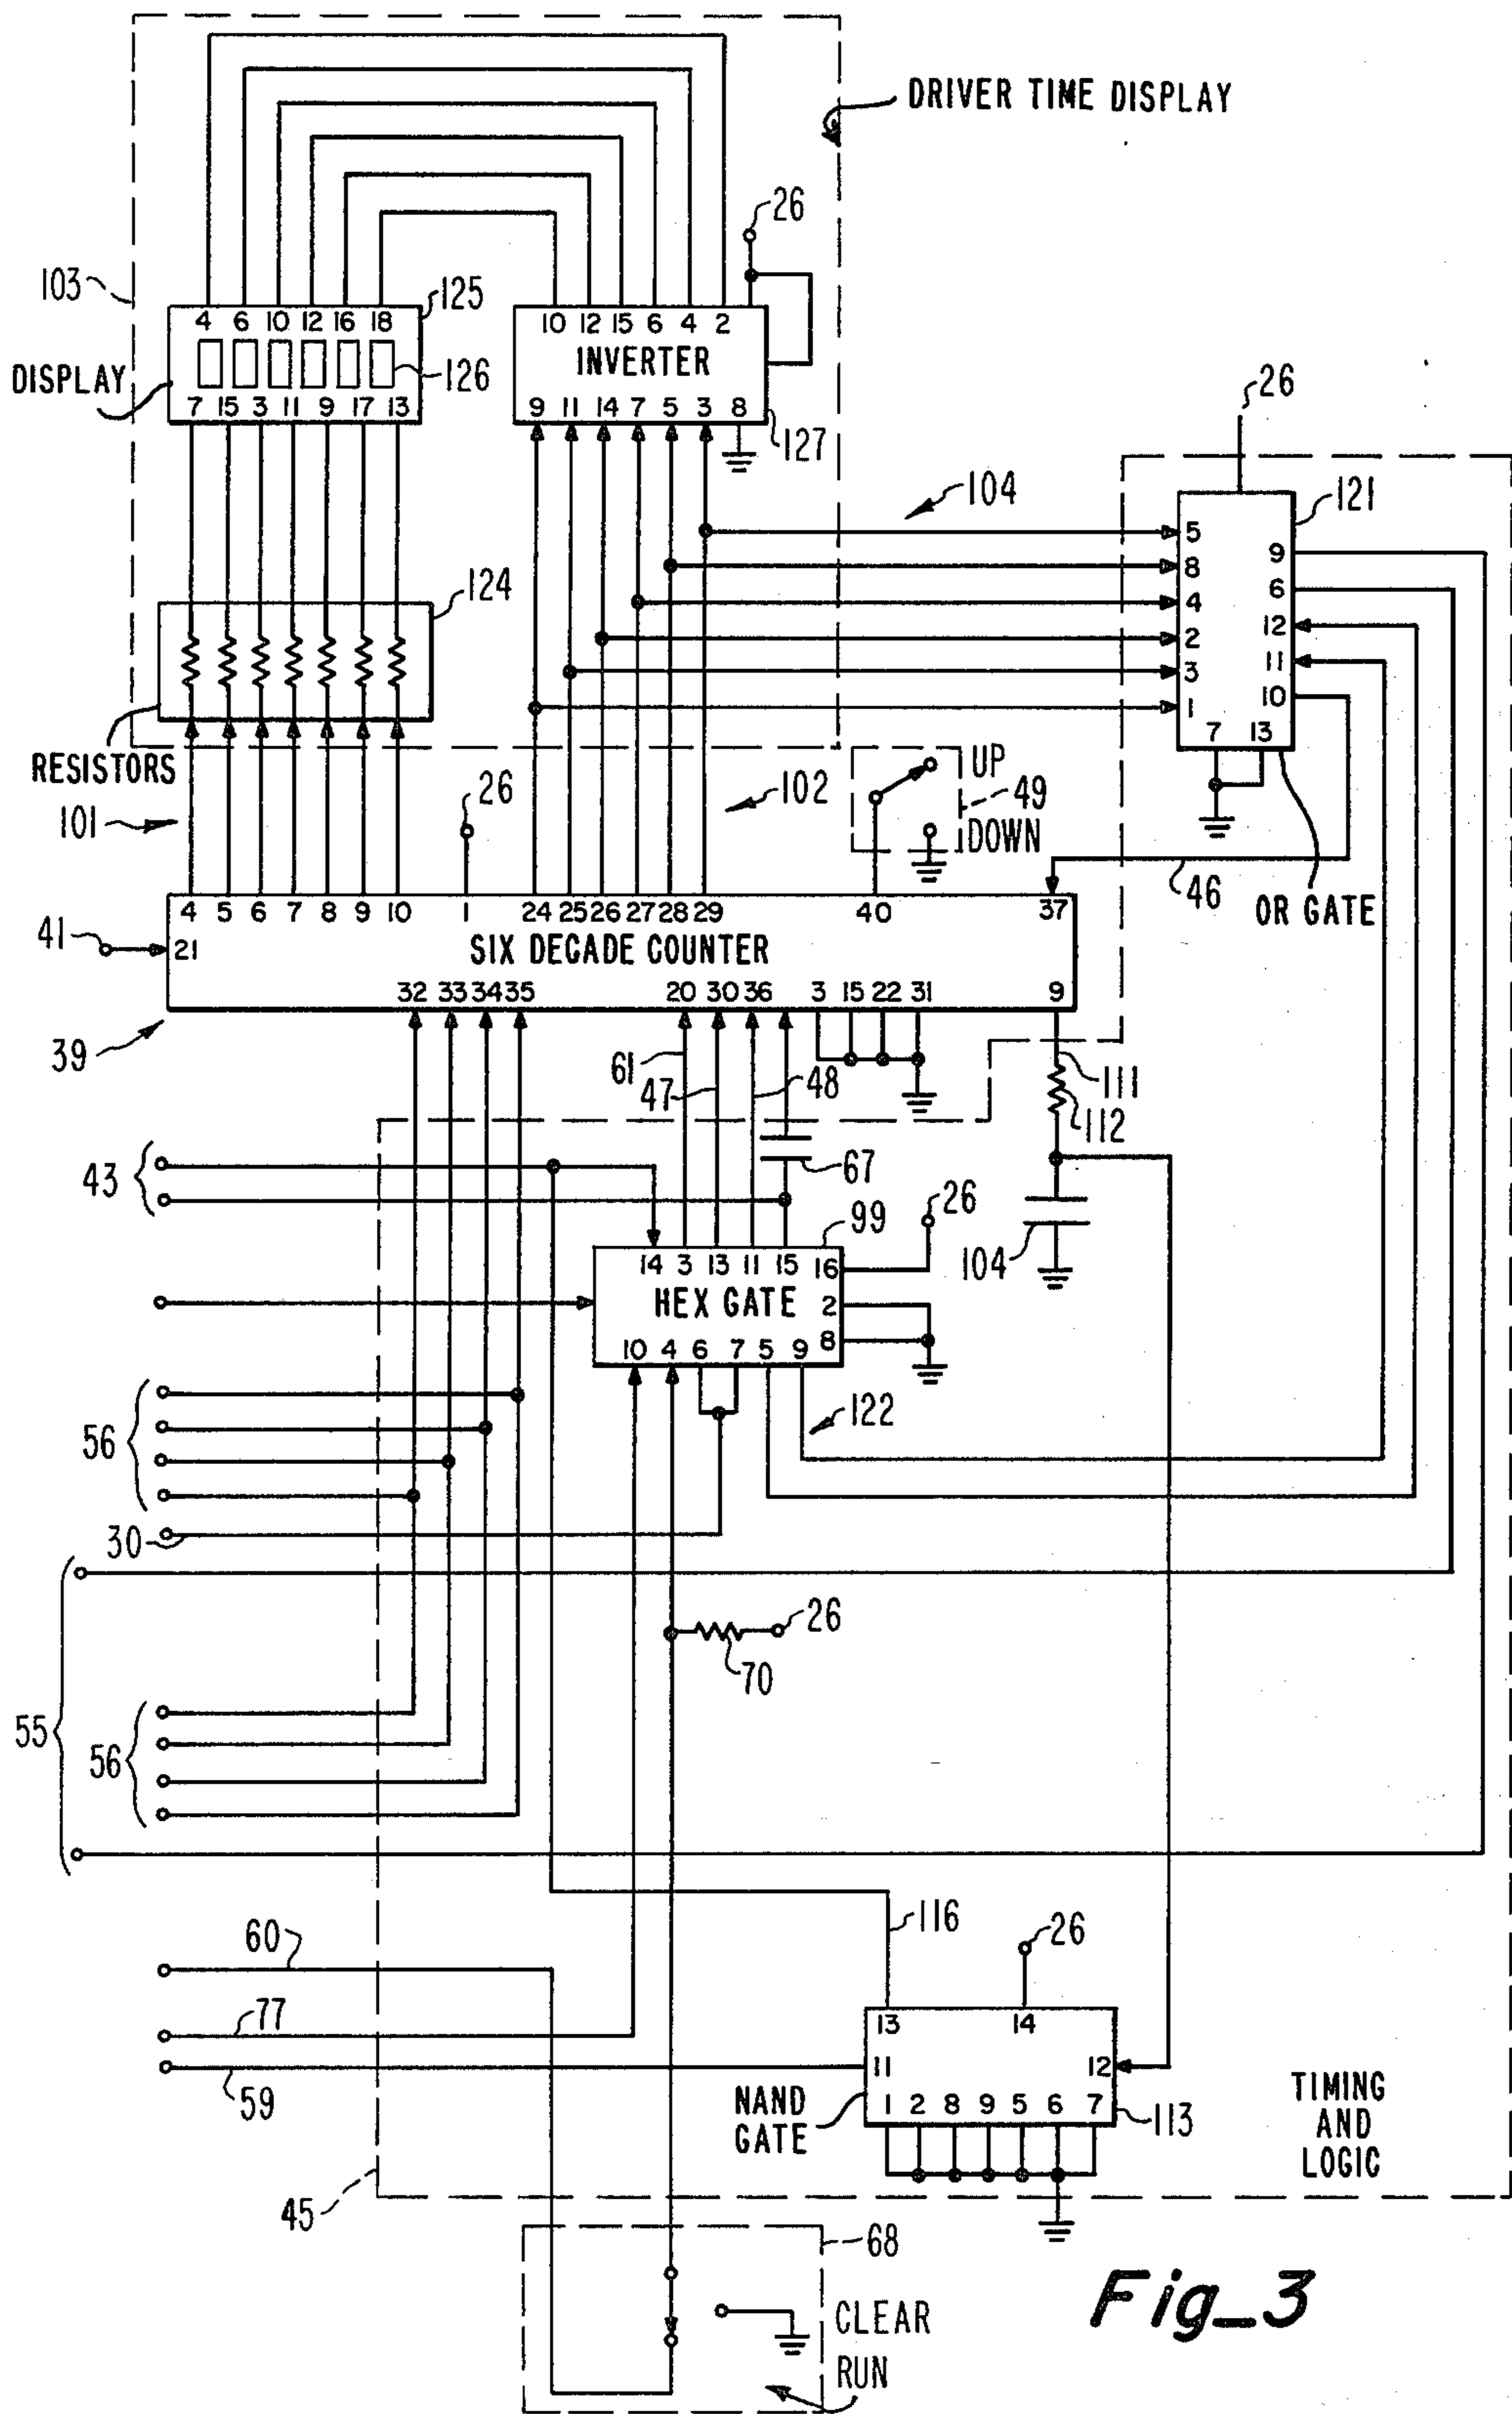 DRIVER TIME DISPLAY
26
103
125
4 6 10 12 16 18
10 12 15 6 4 2
INVERTER
DISPLAY
126
7 15 3 11 9 17 13
9 11 14 7 5 3 8
127
26
104
121
5
9
8
6
4
12
2
11
3
10
1
7 13
124
RESISTORS
101
26
102
UP
49
DOWN
46
OR GATE
4 5 6 7 8 9 10 1 24 25 26 27 28 29 40 37
41
21
SIX DECADE COUNTER
32 33 34 35 20 30 36 3 15 22 31 9
39
61
47
48
111
112
43
67
26
99
104
14 3 13 11 15 16
HEX GATE
2
8
10 4 6 7 5 9
122
56
30
26
70
55
56
116
26
60
77
59
13 14
11 12
NAND
GATE
1 2 8 9 5 6 7
113
TIMING
AND
LOGIC
45
68
CLEAR
RUN
Fig_3